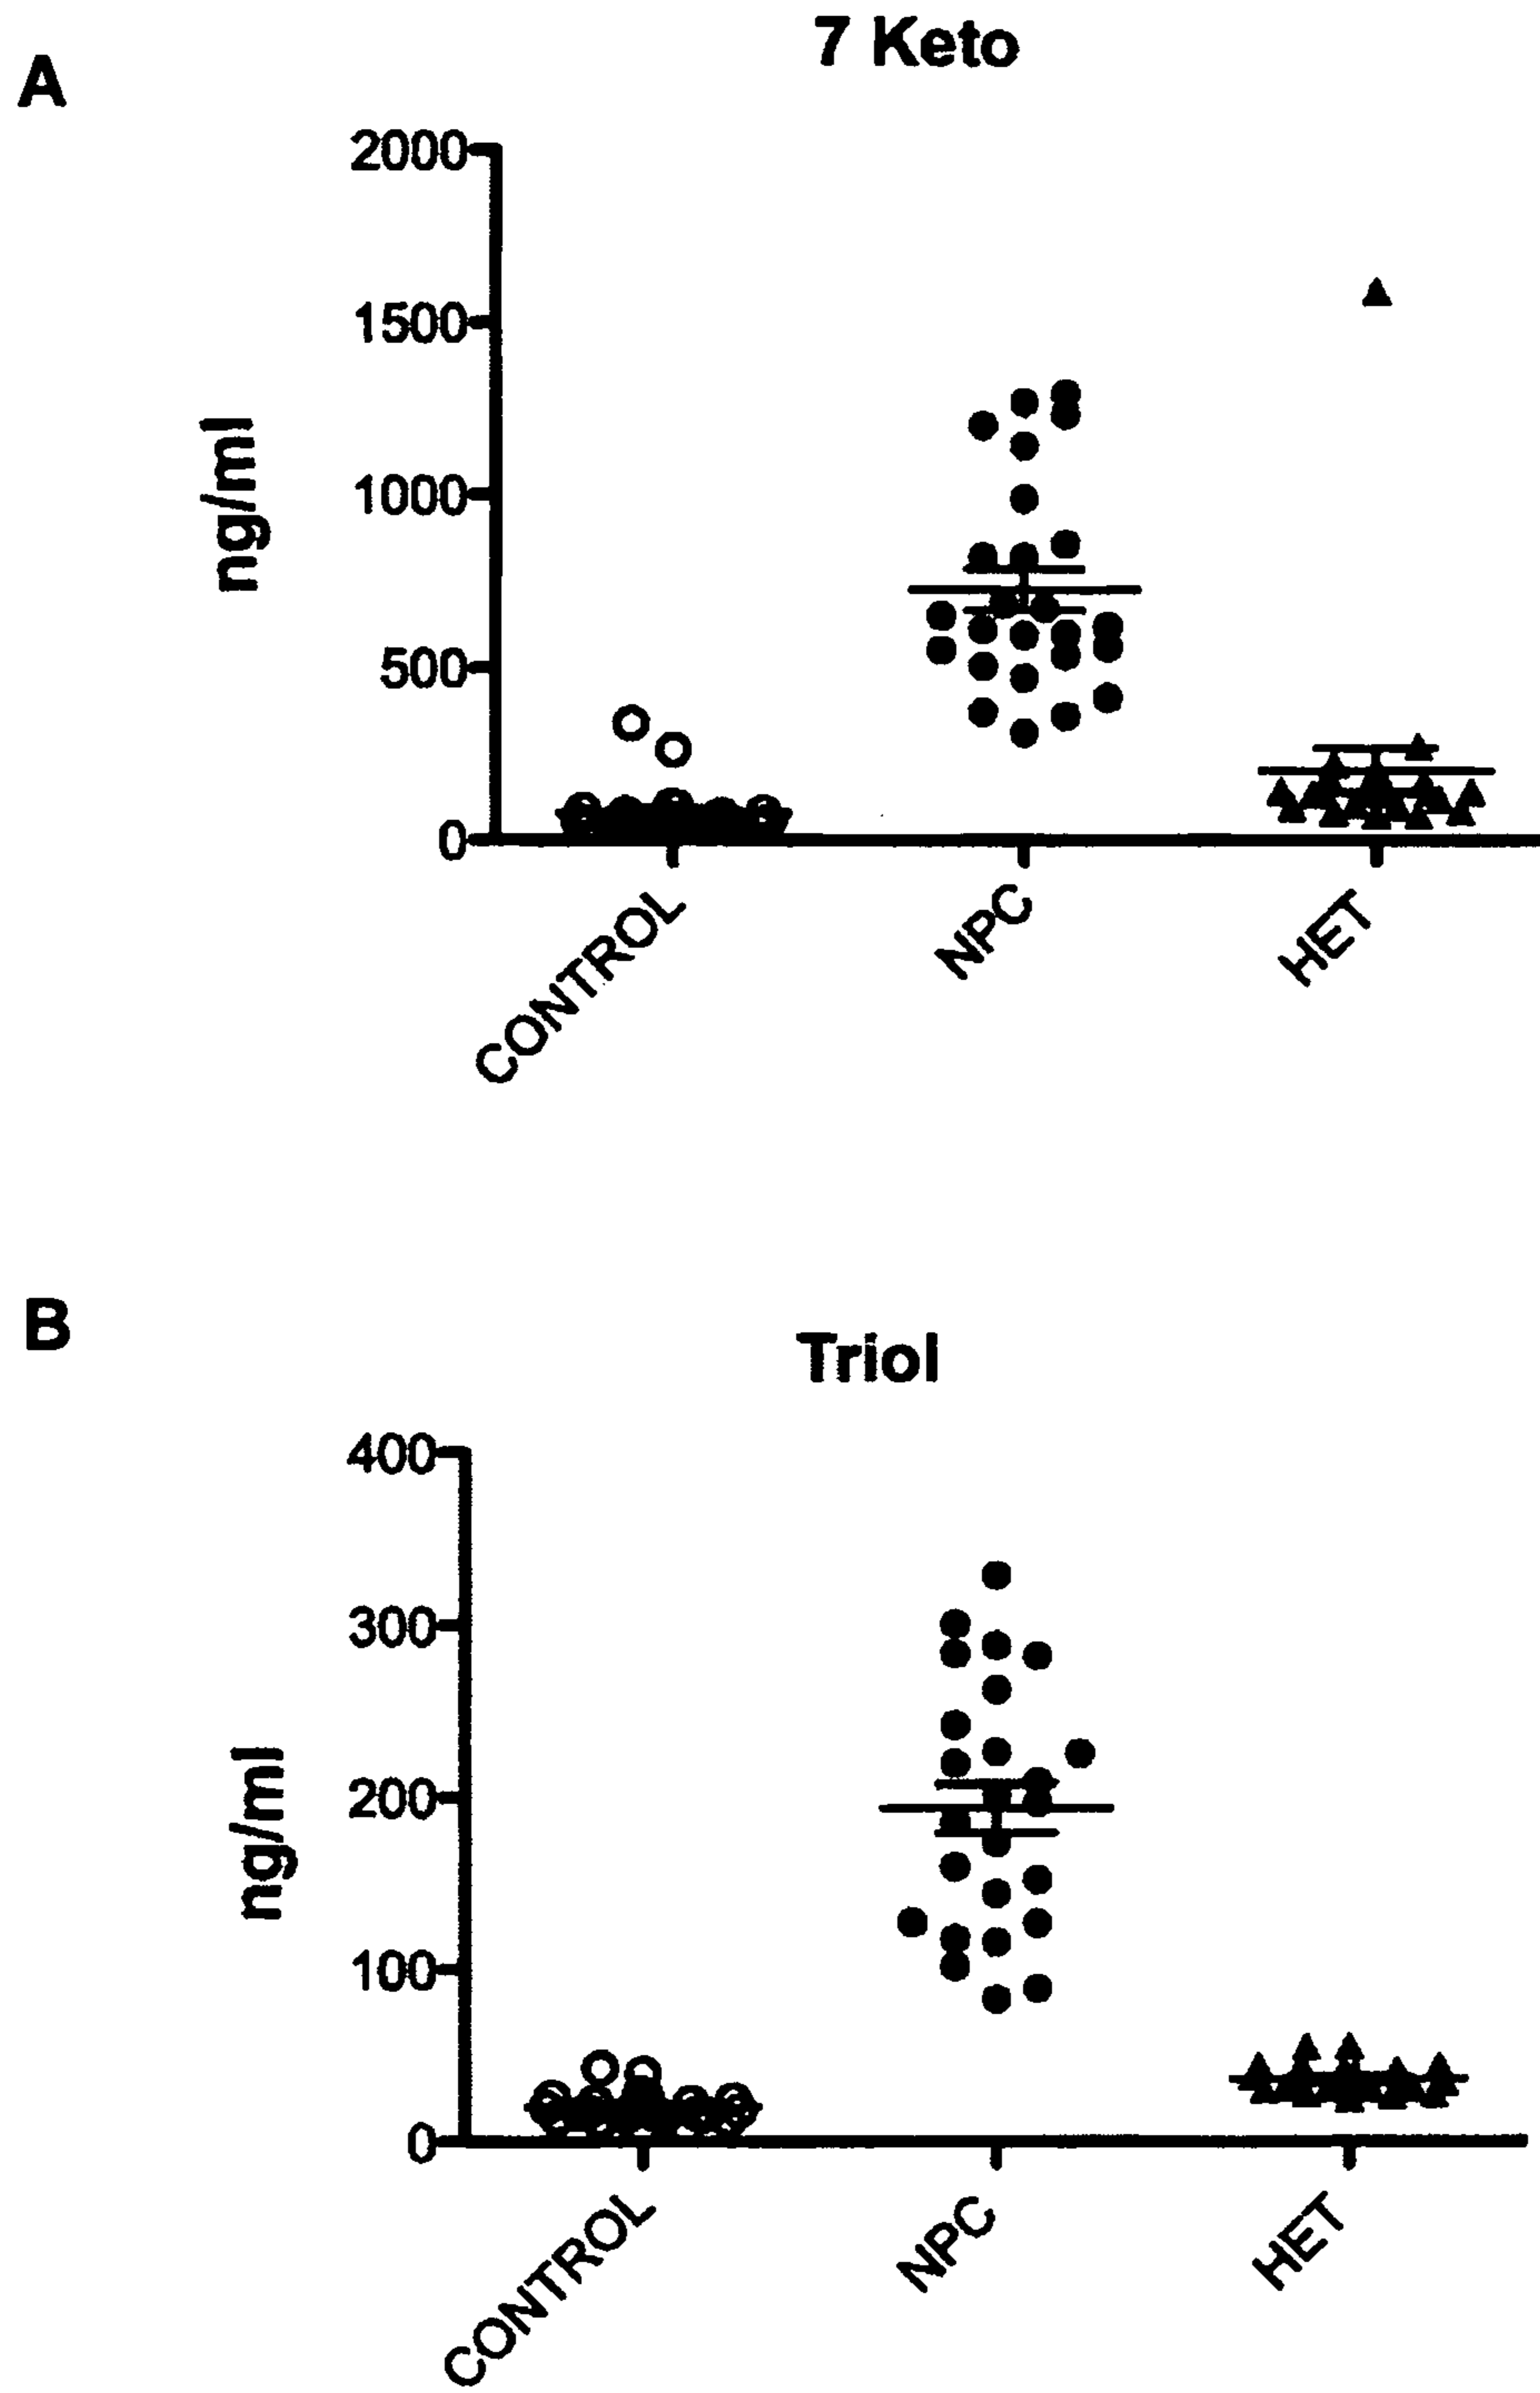 A
7 Keto
2000
1500
1000
500
0
ng/ml
CONTROL
NPC
HET
B
Triol
400
300
200
100
0
ng/ml
CONTROL
NPC
HET